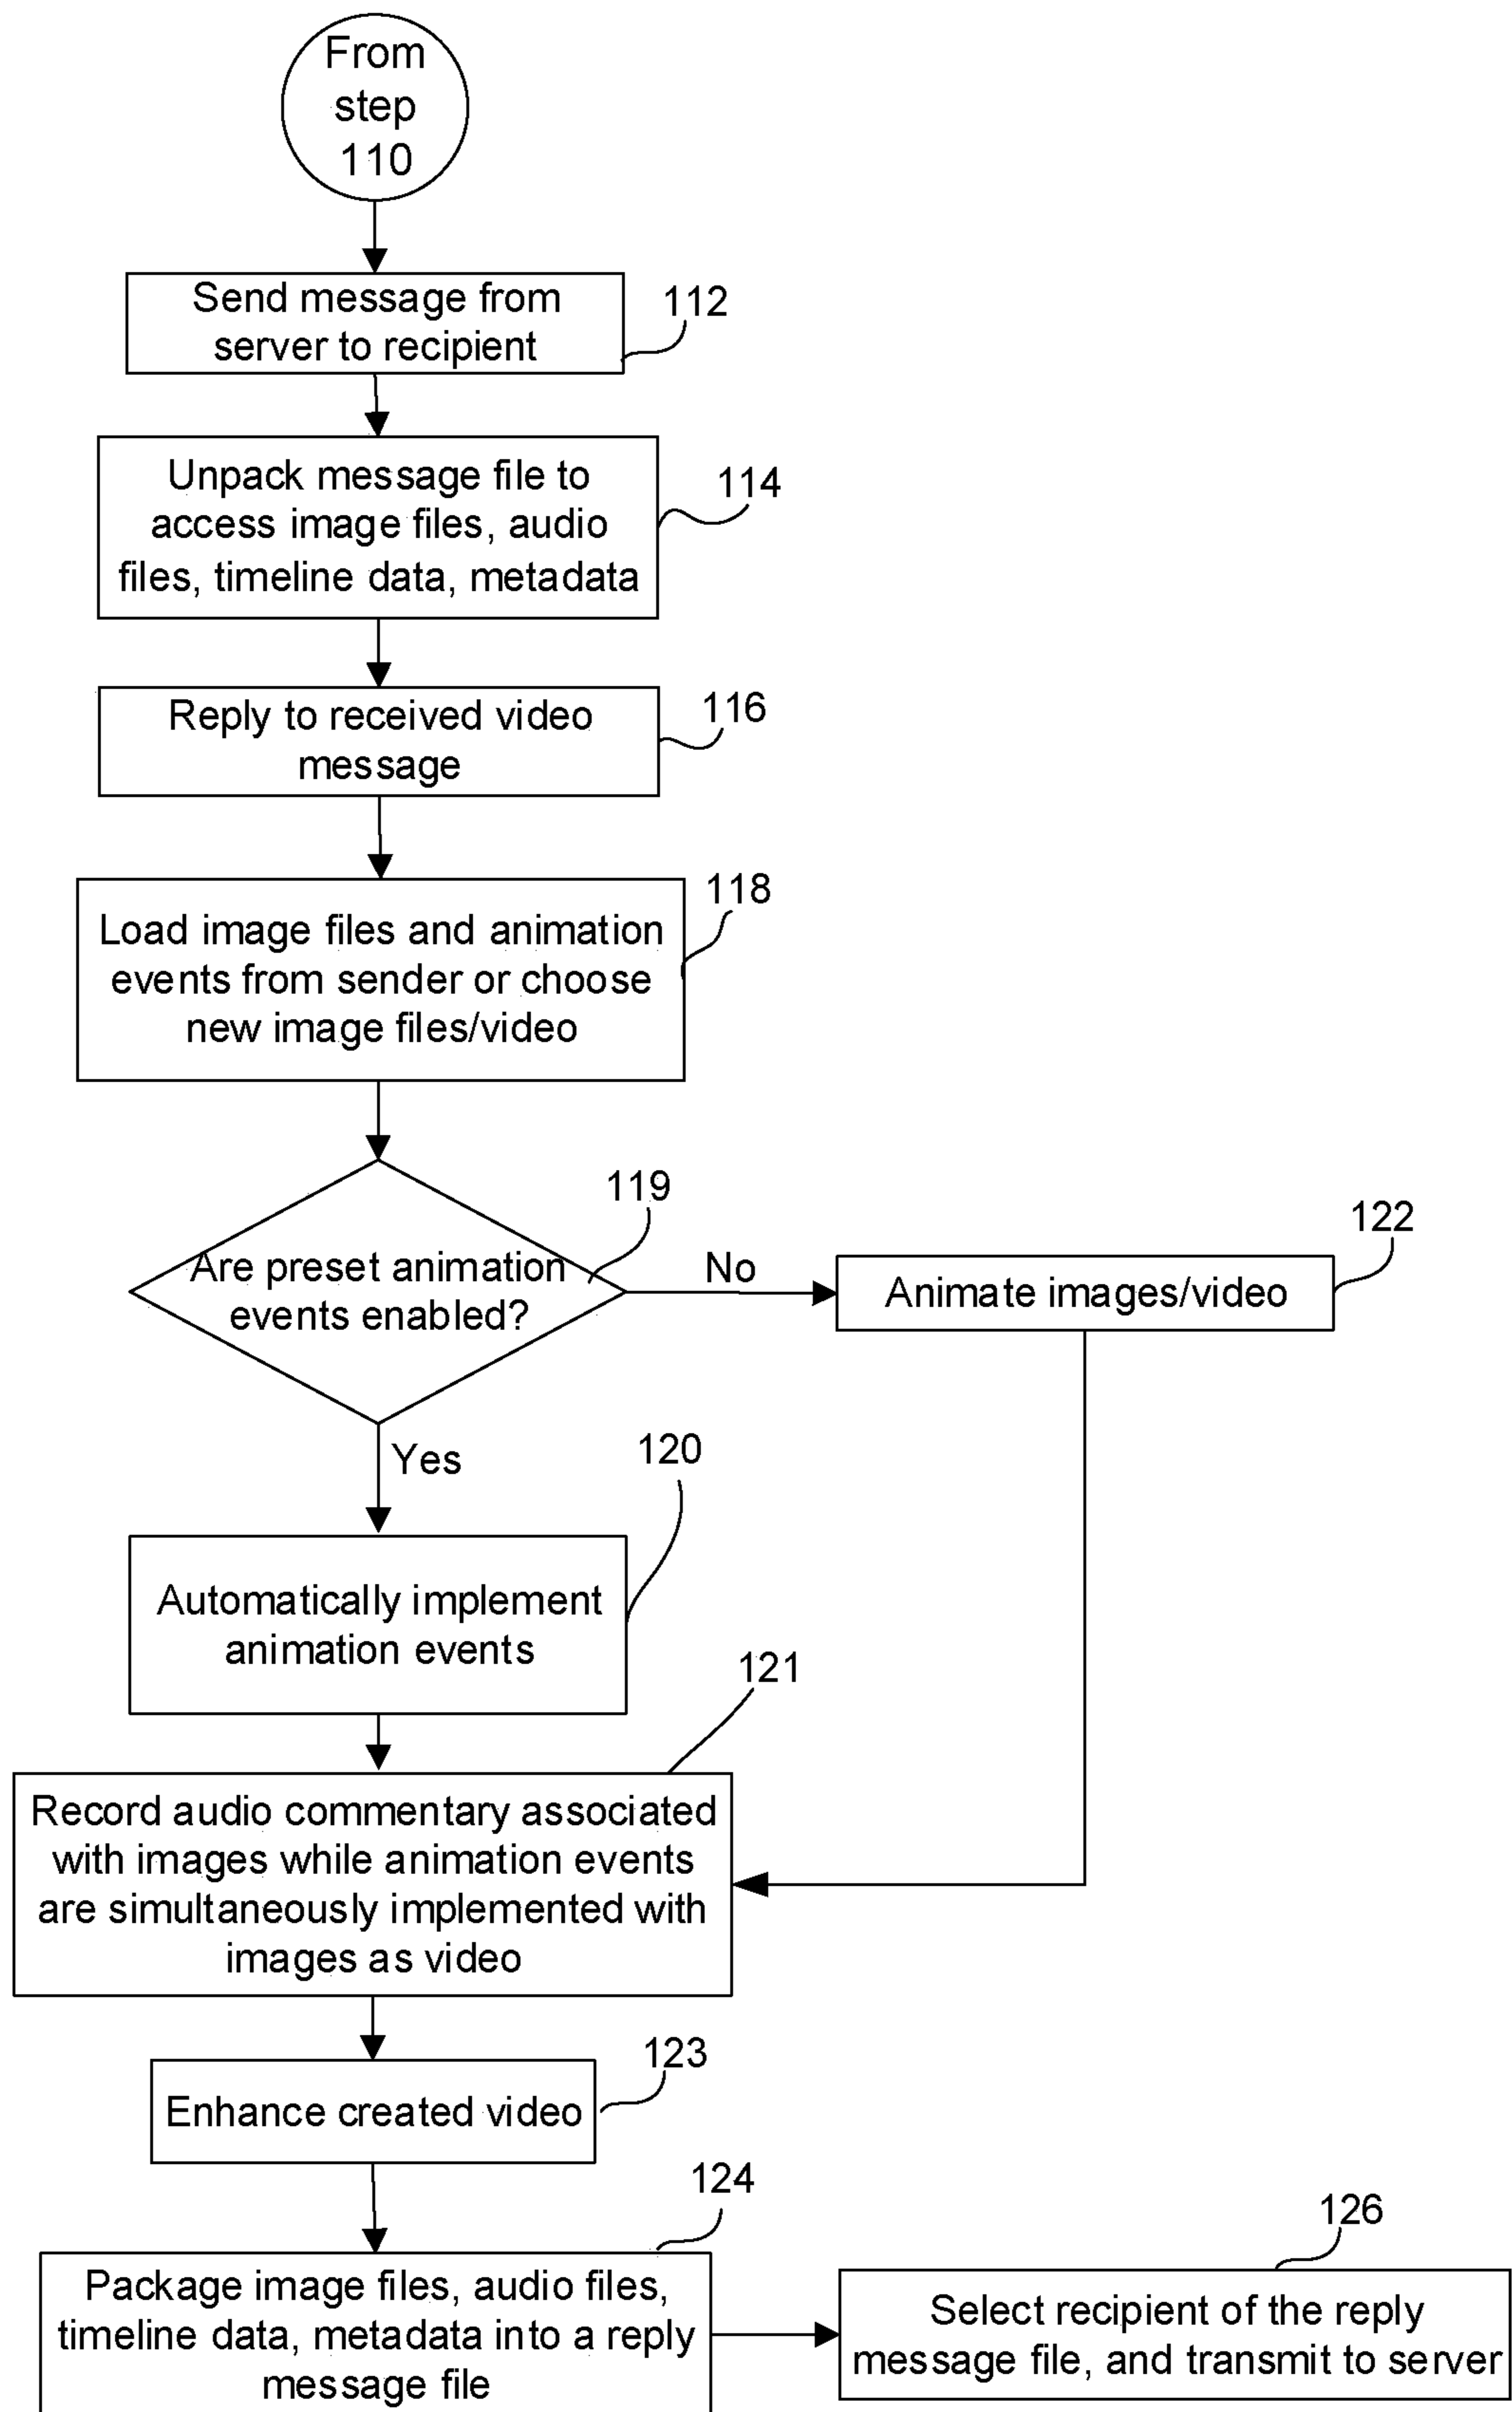 From
step
110
Send message from
server to recipient
112
Unpack message file to
access image files, audio
files, timeline data, metadata
114
Reply to received video
message
116
Load image files and animation
events from sender or choose
new image files/video
118
Are preset animation
events enabled?
119
No
Animate images/video
122
Yes
Automatically implement
animation events
120
Record audio commentary associated
with images while animation events
are simultaneously implemented with
images as video
121
Enhance created video
123
Package image files, audio files,
timeline data, metadata into a reply
message file
124
Select recipient of the reply
message file, and transmit to server
126